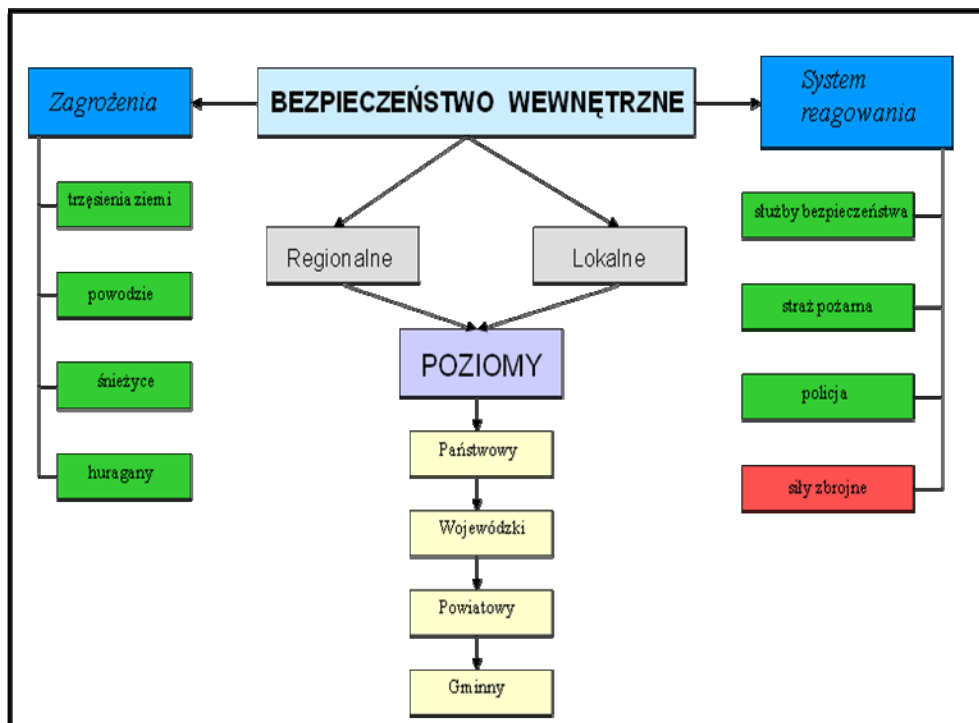 Zagrożenia
BEZPIECZEŃSTWO WEWNĘTRZNE
System
reagowania
trzęsienia ziemi
powodzie
śnieżyce
huragany
Regionalne
Lokalne
POZIOMY
Państwowy
Wojewódzki
Powiatowy
Gminny
służby bezpieczeństwa
straż pożarna
policja
siły zbrojne